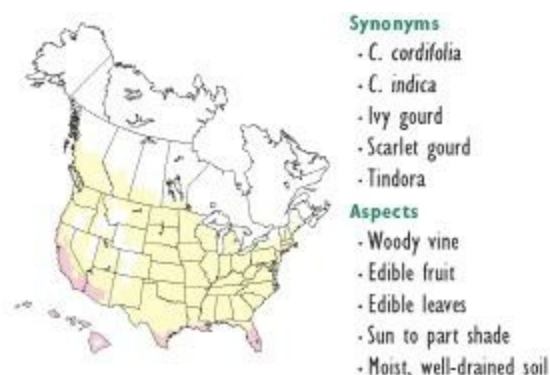 Synonyms
· C. cordifolia
· C. indica
· Ivy gourd
· Scarlet gourd
· Tindora
Aspects
· Woody vine
· Edible fruit
· Edible leaves
· Sun to part shade
· Moist, well-drained soil